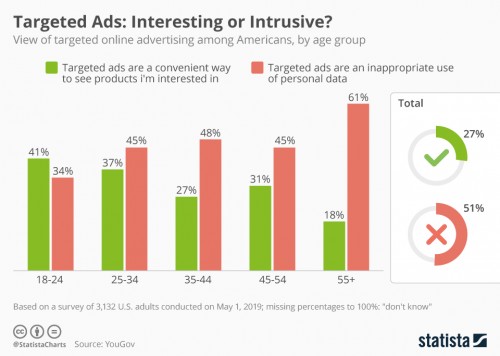 Targeted Ads: Interesting or Intrusive?
View of targeted online advertising among Americans, by age group
Targeted ads are a convenient way
to see products i'm interested in
Targeted ads are an inappropriate use
of personal data
41%
34%
37%
45%
27%
48%
31%
45%
18%
61%
18-24
25-34
35-44
45-54
55+
Total
27%
51%
Based on a survey of 3,132 U.S. adults conducted on May 1, 2019; missing percentages to 100%: "don't know"
cc
@StatistaCharts Source: YouGov
statista